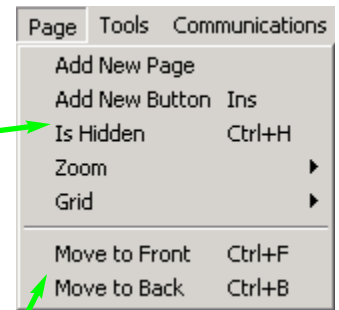 Page Tools Communications
Add New Page
Add New Button Ins
Is Hidden Ctrl+H
Zoom
Grid
Move to Front Ctrl+F
Move to Back Ctrl+B